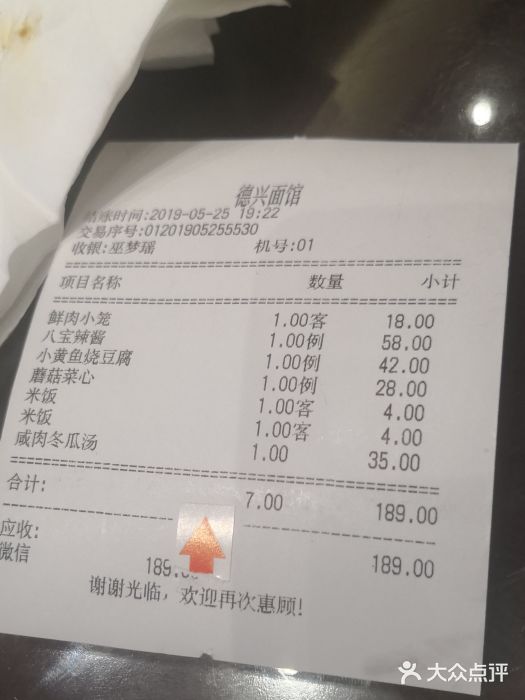 德兴面馆
结账时间:2019-05-25 19:22
交易序号:01201905255530
收银:巫梦瑶 机号:01
项目名称 数量 小计
鲜肉小笼 1.00客 18.00
八宝辣酱 1.00例 58.00
小黄鱼烧豆腐 1.00例 42.00
蘑菇菜心 1.00例 28.00
米饭 1.00客 4.00
米饭 1.00客 4.00
咸肉冬瓜汤 1.00 35.00
合计: 7.00 189.00
应收: 189.00
微信 189.
谢谢光临，欢迎再次惠顾!
大众点评